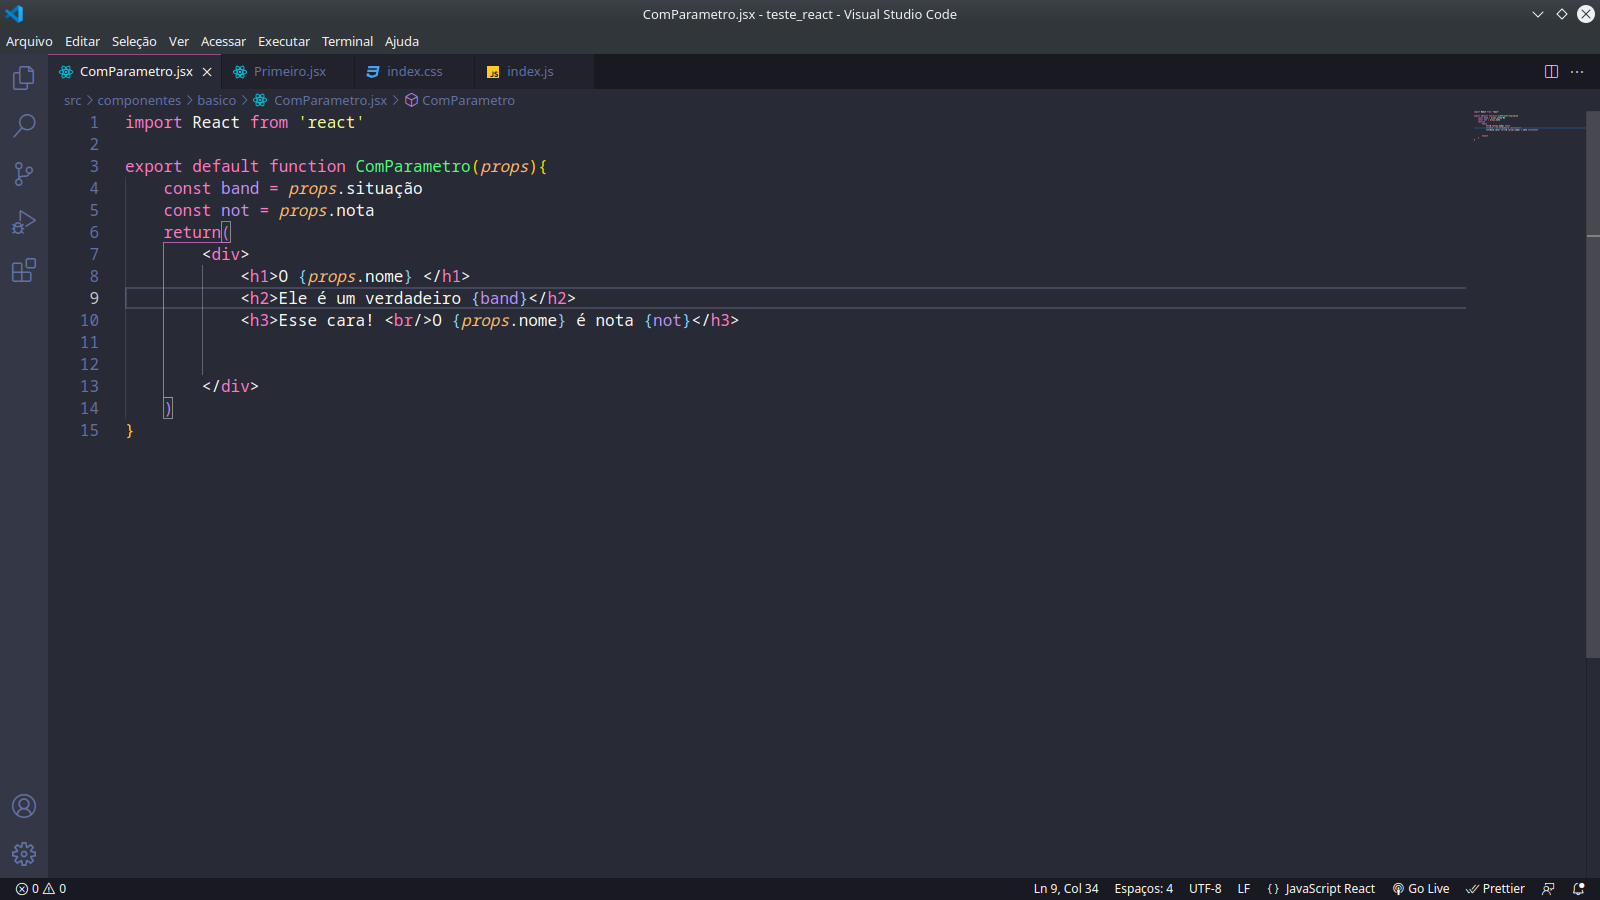 ComParametro.jsx - teste_react - Visual Studio Code
Arquivo Editar Seleção Ver Acessar Executar Terminal Ajuda
ComParametro.jsx Primeiro.jsx index.css JS index.js
src componentes basico ComParametro.jsx ComParametro
1 import React from 'react'
2
3 export default function ComParametro(props){
4 const band = props.situação
5 const not = props.nota
6 return(
7 <div>
8 <h1>O {props.nome} </h1>
9 <h2>Ele é um verdadeiro {band}</h2>
10 <h3>Esse cara! <br/>O {props.nome} é nota {not}</h3>
11
12
13 </div>
14 )
15 }
0 0 Ln 9, Col 34 Espaços: 4 UTF-8 LF {} JavaScript React Go Live Prettier